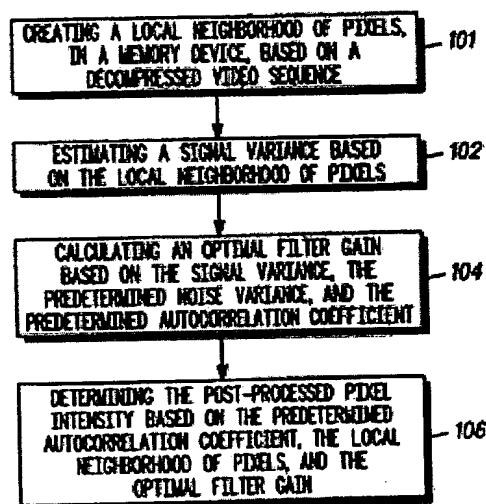 CREATING A LOCAL NEIGHBORHOOD OF PIXELS,
IN A MEMORY DEVICE, BASED ON A
DECOMPRESSED VIDEO SEQUENCE
101
ESTIMATING A SIGNAL VARIANCE BASED
ON THE LOCAL NEIGHBORHOOD OF PIXELS
102
CALCULATING AN OPTIMAL FILTER GAIN
BASED ON THE SIGNAL VARIANCE, THE
PREDETERMINED NOISE VARIANCE, AND THE
PREDETERMINED AUTOCORRELATION COEFFICIENT
104
DETERMINING THE POST-PROCESSED PIXEL
INTENSITY BASED ON THE PREDETERMINED
AUTOCORRELATION COEFFICIENT, THE LOCAL
NEIGHBORHOOD OF PIXELS, AND THE
OPTIMAL FILTER GAIN
106